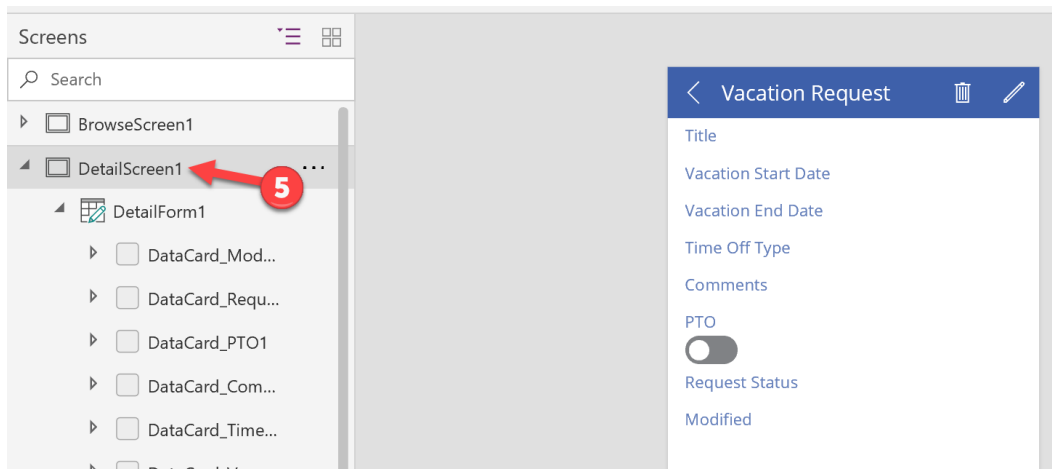 Screens
Search
BrowseScreen1
DetailScreen1
5
DetailForm1
DataCard_Mod...
DataCard_Requ...
DataCard_PTO1
DataCard_Com...
DataCard_Time...
Vacation Request
Title
Vacation Start Date
Vacation End Date
Time Off Type
Comments
PTO
Request Status
Modified